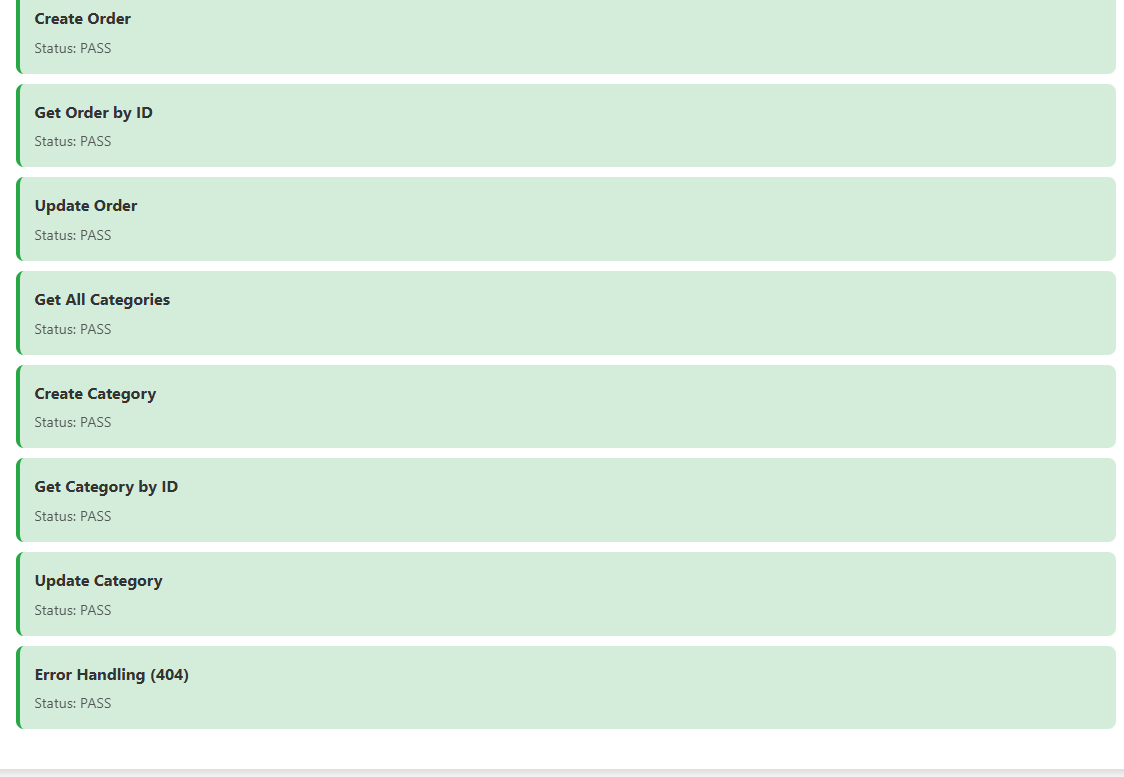 Create Order
Status: PASS
Get Order by ID
Status: PASS
Update Order
Status: PASS
Get All Categories
Status: PASS
Create Category
Status: PASS
Get Category by ID
Status: PASS
Update Category
Status: PASS
Error Handling (404)
Status: PASS